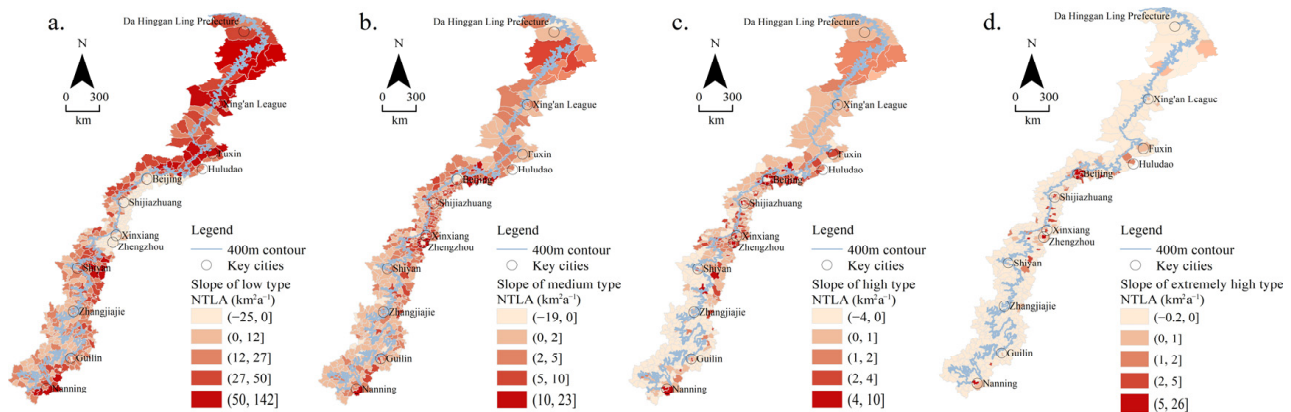 a.
Da Hinggan Ling Prefecture
N
0 300
km
Xing'an League
Fuxin
Huludao
Beijing
Shijiazhuang
Xinxiang
Zhengzhou
Shiyan
Zhangjiajie
Guilin
Nanning
Legend
400m contour
Key cities
Slope of low type
NTLA (km²a⁻¹)
(−25, 0]
(0, 12]
(12, 27]
(27, 50]
(50, 142]
b.
Da Hinggan Ling Prefecture
N
0 300
km
Xing'an League
Fuxin
Huludao
Beijing
Shijiazhuang
Xinxiang
Zhengzhou
Shiyan
Zhangjiajie
Guilin
Nanning
Legend
400m contour
Key cities
Slope of medium type
NTLA (km²a⁻¹)
(−19, 0]
(0, 2]
(2, 5]
(5, 10]
(10, 23]
c.
Da Hinggan Ling Prefecture
N
0 300
km
Xing'an League
Fuxin
Huludao
Beijing
Shijiazhuang
Xinxiang
Zhengzhou
Shiyan
Zhangjiajie
Guilin
Nanning
Legend
400m contour
Key cities
Slope of high type
NTLA (km²a⁻¹)
(−4, 0]
(0, 1]
(1, 2]
(2, 4]
(4, 10]
d.
Da Hinggan Ling Prefecture
N
0 300
km
Xing'an League
Fuxin
Huludao
Beijing
Shijiazhuang
Xinxiang
Zhengzhou
Shiyan
Zhangjiajie
Guilin
Nanning
Legend
400m contour
Key cities
Slope of extremely high type
NTLA (km²a⁻¹)
(−0.2, 0]
(0, 1]
(1, 2]
(2, 5]
(5, 26]